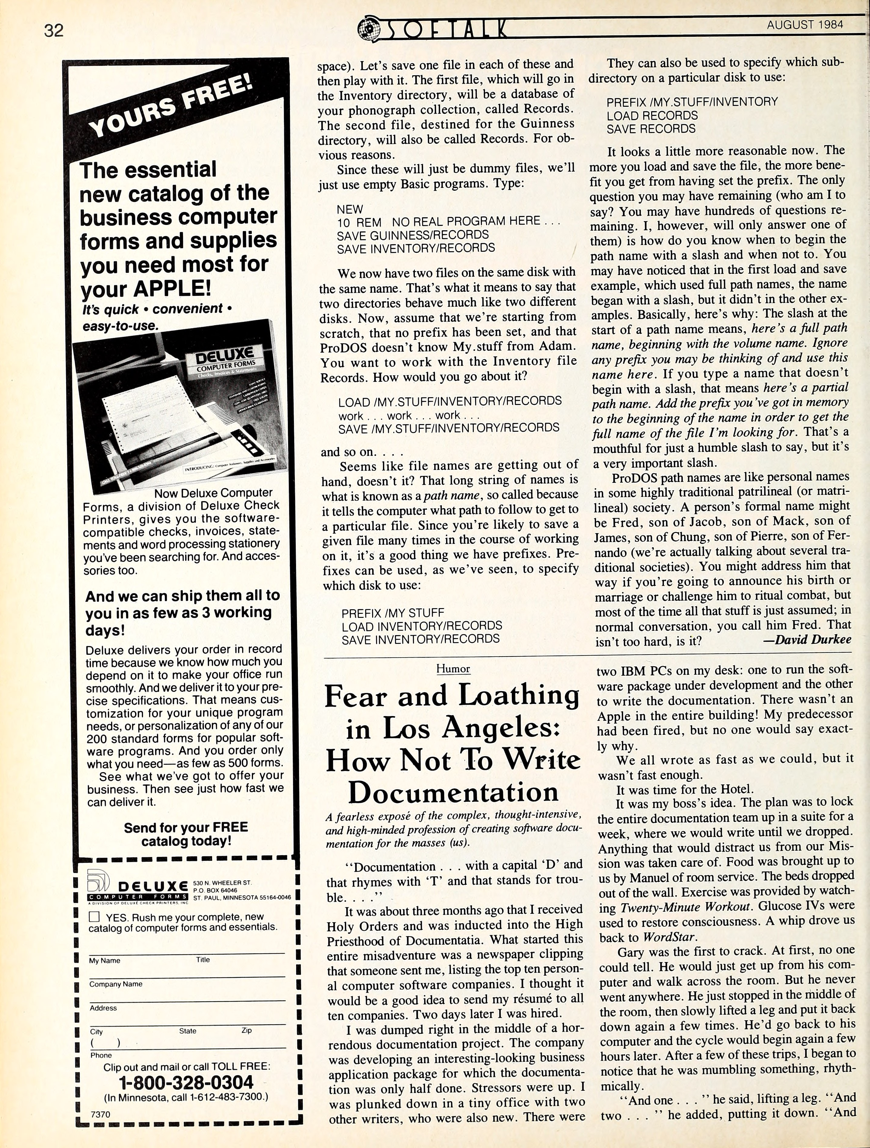 32
SOFTALK
AUGUST 1984
YOURS FREE!
The essential
new catalog of the
business computer
forms and supplies
you need most for
your APPLE!
It's quick • convenient •
easy-to-use.
DELUXE
COMPUTER FORMS
Now Deluxe Computer
Forms, a division of Deluxe Check
Printers, gives you the software-
compatible checks, invoices, state-
ments and word processing stationery
you've been searching for. And acces-
sories too.
And we can ship them all to
you in as few as 3 working
days!
Deluxe delivers your order in record
time because we know how much you
depend on it to make your office run
smoothly. And we deliver it to your pre-
cise specifications. That means cus-
tomization for your unique program
needs, or personalization of any of our
200 standard forms for popular soft-
ware programs. And you order only
what you need—as few as 500 forms.
See what we've got to offer your
business. Then see just how fast we
can deliver it.
Send for your FREE
catalog today!
DELUXE
COMPUTER FORMS
A DIVISION OF DELUXE CHECK PRINTERS, INC.
530 N. WHEELER ST.
P.O. BOX 64046
ST. PAUL, MINNESOTA 55164-0046
YES. Rush me your complete, new
catalog of computer forms and essentials.
My Name Title
Company Name
Address
City State Zip
( )
Phone
Clip out and mail or call TOLL FREE:
1-800-328-0304
(In Minnesota, call 1-612-483-7300.)
7370
space). Let's save one file in each of these and
then play with it. The first file, which will go in
the Inventory directory, will be a database of
your phonograph collection, called Records.
The second file, destined for the Guinness
directory, will also be called Records. For ob-
vious reasons.
Since these will just be dummy files, we'll
just use empty Basic programs. Type:
NEW
10 REM NO REAL PROGRAM HERE . . .
SAVE GUINNESS/RECORDS
SAVE INVENTORY/RECORDS
We now have two files on the same disk with
the same name. That's what it means to say that
two directories behave much like two different
disks. Now, assume that we're starting from
scratch, that no prefix has been set, and that
ProDOS doesn't know My.stuff from Adam.
You want to work with the Inventory file
Records. How would you go about it?
LOAD /MY.STUFF/INVENTORY/RECORDS
work . . . work . . . work . . .
SAVE /MY.STUFF/INVENTORY/RECORDS
and so on. . . .
Seems like file names are getting out of
hand, doesn't it? That long string of names is
what is known as a path name, so called because
it tells the computer what path to follow to get to
a particular file. Since you're likely to save a
given file many times in the course of working
on it, it's a good thing we have prefixes. Pre-
fixes can be used, as we've seen, to specify
which disk to use:
PREFIX /MY STUFF
LOAD INVENTORY/RECORDS
SAVE INVENTORY/RECORDS
They can also be used to specify which sub-
directory on a particular disk to use:
PREFIX /MY.STUFF/INVENTORY
LOAD RECORDS
SAVE RECORDS
It looks a little more reasonable now. The
more you load and save the file, the more bene-
fit you get from having set the prefix. The only
question you may have remaining (who am I to
say? You may have hundreds of questions re-
maining. I, however, will only answer one of
them) is how do you know when to begin the
path name with a slash and when not to. You
may have noticed that in the first load and save
example, which used full path names, the name
began with a slash, but it didn't in the other ex-
amples. Basically, here's why: The slash at the
start of a path name means, here's a full path
name, beginning with the volume name. Ignore
any prefix you may be thinking of and use this
name here. If you type a name that doesn't
begin with a slash, that means here's a partial
path name. Add the prefix you've got in memory
to the beginning of the name in order to get the
full name of the file I'm looking for. That's a
mouthful for just a humble slash to say, but it's
a very important slash.
ProDOS path names are like personal names
in some highly traditional patrilineal (or matri-
lineal) society. A person's formal name might
be Fred, son of Jacob, son of Mack, son of
James, son of Chung, son of Pierre, son of Fer-
nando (we're actually talking about several tra-
ditional societies). You might address him that
way if you're going to announce his birth or
marriage or challenge him to ritual combat, but
most of the time all that stuff is just assumed; in
normal conversation, you call him Fred. That
isn't too hard, is it? —David Durkee
Humor
Fear and Loathing
in Los Angeles:
How Not To Write
Documentation
A fearless exposé of the complex, thought-intensive,
and high-minded profession of creating software docu-
mentation for the masses (us).
"Documentation . . . with a capital 'D' and
that rhymes with 'T' and that stands for trou-
ble. . . ."
It was about three months ago that I received
Holy Orders and was inducted into the High
Priesthood of Documentatia. What started this
entire misadventure was a newspaper clipping
that someone sent me, listing the top ten person-
al computer software companies. I thought it
would be a good idea to send my résumé to all
ten companies. Two days later I was hired.
I was dumped right in the middle of a hor-
rendous documentation project. The company
was developing an interesting-looking business
application package for which the documenta-
tion was only half done. Stressors were up. I
was plunked down in a tiny office with two
other writers, who were also new. There were
two IBM PCs on my desk: one to run the soft-
ware package under development and the other
to write the documentation. There wasn't an
Apple in the entire building! My predecessor
had been fired, but no one would say exact-
ly why.
We all wrote as fast as we could, but it
wasn't fast enough.
It was time for the Hotel.
It was my boss's idea. The plan was to lock
the entire documentation team up in a suite for a
week, where we would write until we dropped.
Anything that would distract us from our Mis-
sion was taken care of. Food was brought up to
us by Manuel of room service. The beds dropped
out of the wall. Exercise was provided by watch-
ing Twenty-Minute Workout. Glucose IVs were
used to restore consciousness. A whip drove us
back to WordStar.
Gary was the first to crack. At first, no one
could tell. He would just get up from his com-
puter and walk across the room. But he never
went anywhere. He just stopped in the middle of
the room, then slowly lifted a leg and put it back
down again a few times. He'd go back to his
computer and the cycle would begin again a few
hours later. After a few of these trips, I began to
notice that he was mumbling something, rhyth-
mically.
"And one . . . " he said, lifting a leg. "And
two . . . " he added, putting it down. "And